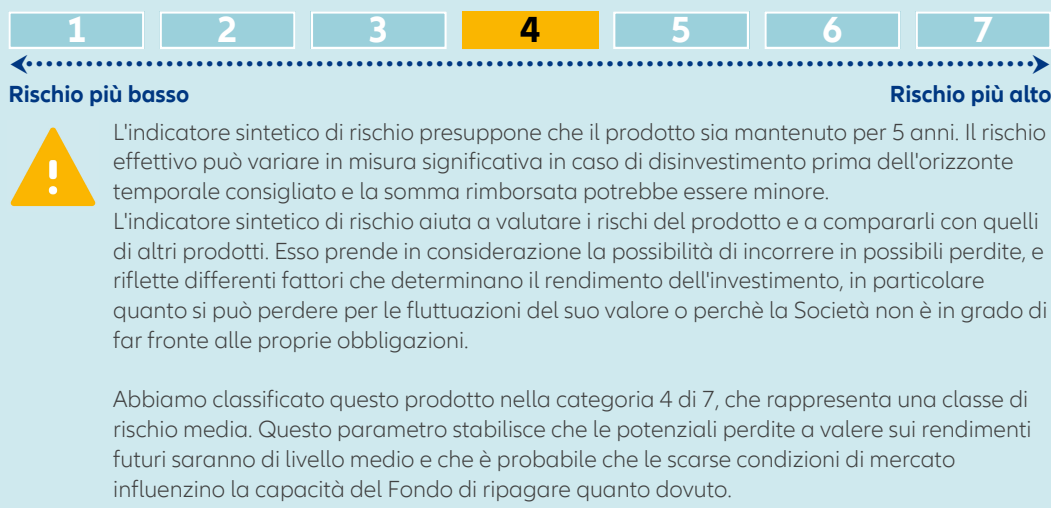 1 2 3 4 5 6 7
Rischio più basso Rischio più alto
L'indicatore sintetico di rischio presuppone che il prodotto sia mantenuto per 5 anni. Il rischio
effettivo può variare in misura significativa in caso di disinvestimento prima dell'orizzonte
temporale consigliato e la somma rimborsata potrebbe essere minore.
L'indicatore sintetico di rischio aiuta a valutare i rischi del prodotto e a compararli con quelli
di altri prodotti. Esso prende in considerazione la possibilità di incorrere in possibili perdite, e
riflette differenti fattori che determinano il rendimento dell'investimento, in particolare
quanto si può perdere per le fluttuazioni del suo valore o perchè la Società non è in grado di
far fronte alle proprie obbligazioni.
Abbiamo classificato questo prodotto nella categoria 4 di 7, che rappresenta una classe di
rischio media. Questo parametro stabilisce che le potenziali perdite a valere sui rendimenti
futuri saranno di livello medio e che è probabile che le scarse condizioni di mercato
influenzino la capacità del Fondo di ripagare quanto dovuto.